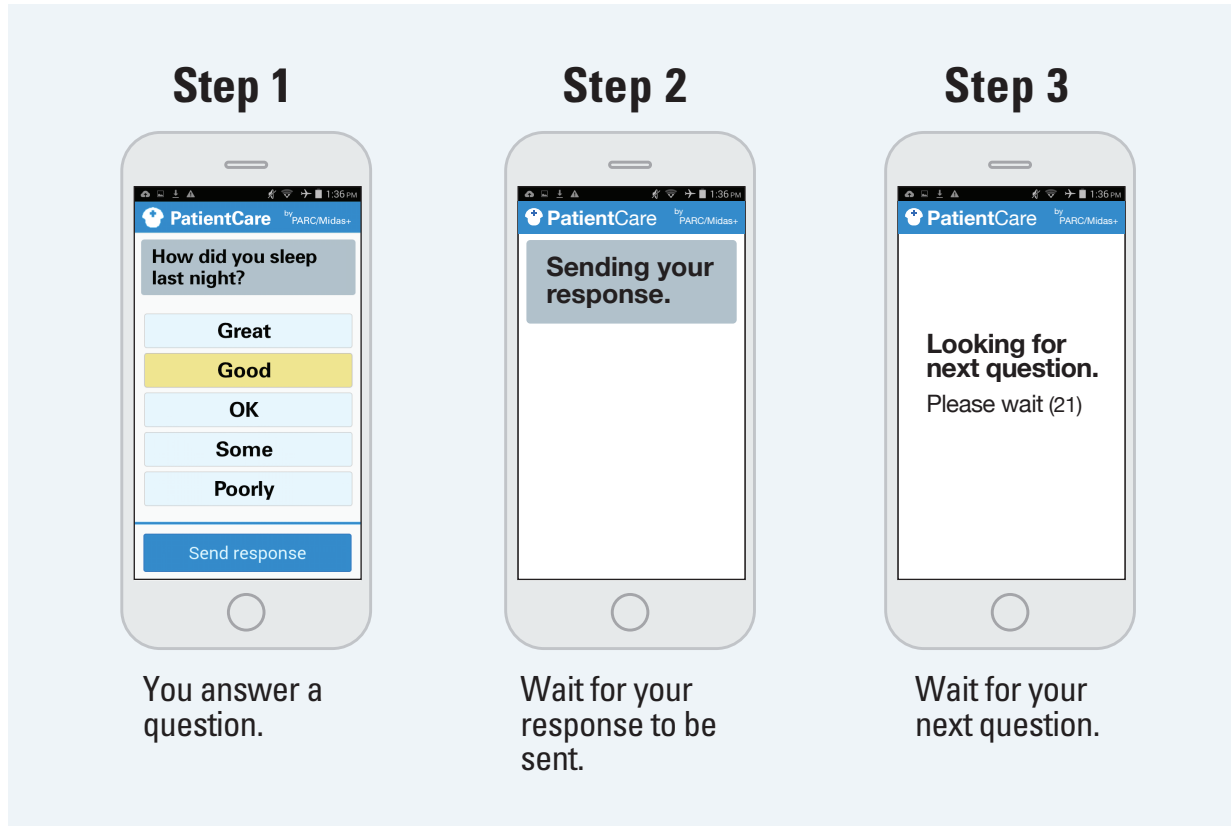 Step 1
1:36 PM
PatientCare by PARC/Midas+
How did you sleep
last night?
Great
Good
OK
Some
Poorly
Send response
You answer a
question.
Step 2
1:36 PM
PatientCare by PARC/Midas+
Sending your
response.
Wait for your
response to be
sent.
Step 3
1:36 PM
PatientCare by PARC/Midas+
Looking for
next question.
Please wait (21)
Wait for your
next question.